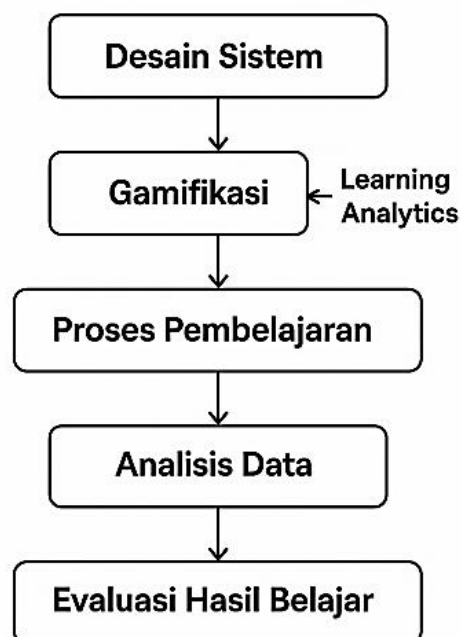 Desain Sistem
Gamifikasi
Learning
Analytics
Proses Pembelajaran
Analisis Data
Evaluasi Hasil Belajar